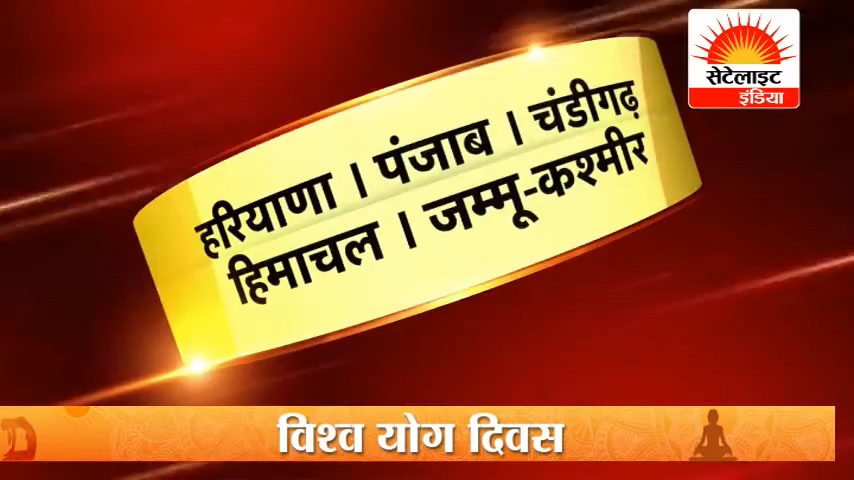 सेटेलाइट
इंडिया
हरियाणा । पंजाब । चंडीगढ़
हिमाचल । जम्मू-कश्मीर
विश्व योग दिवस